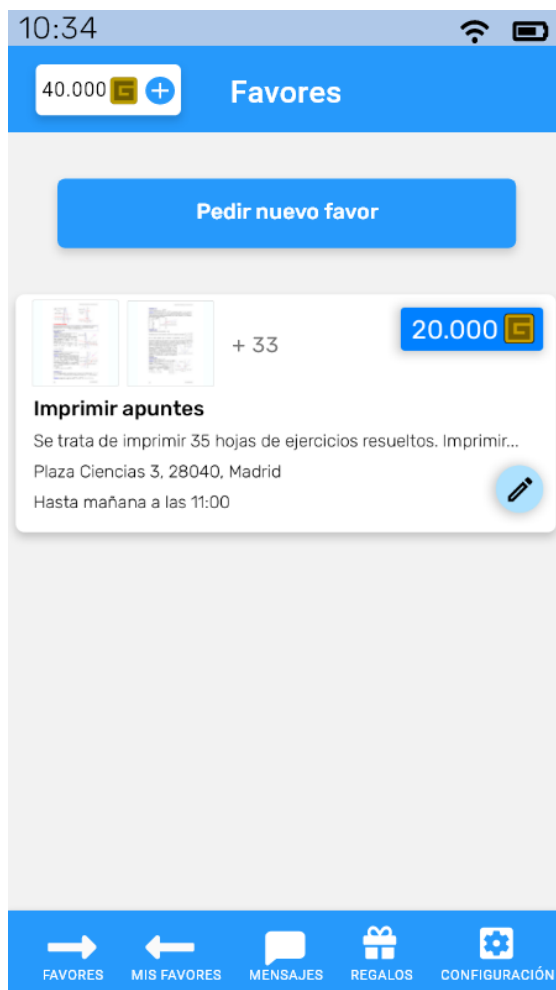 10:34
40.000 G
Favores
Pedir nuevo favor
+ 33
20.000 G
Imprimir apuntes
Se trata de imprimir 35 hojas de ejercicios resueltos. Imprimir...
Plaza Ciencias 3, 28040, Madrid
Hasta mañana a las 11:00
FAVORES MIS FAVORES MENSAJES REGALOS CONFIGURACIÓN